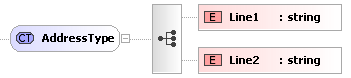 CT AddressType
E Line1 : string
E Line2 : string